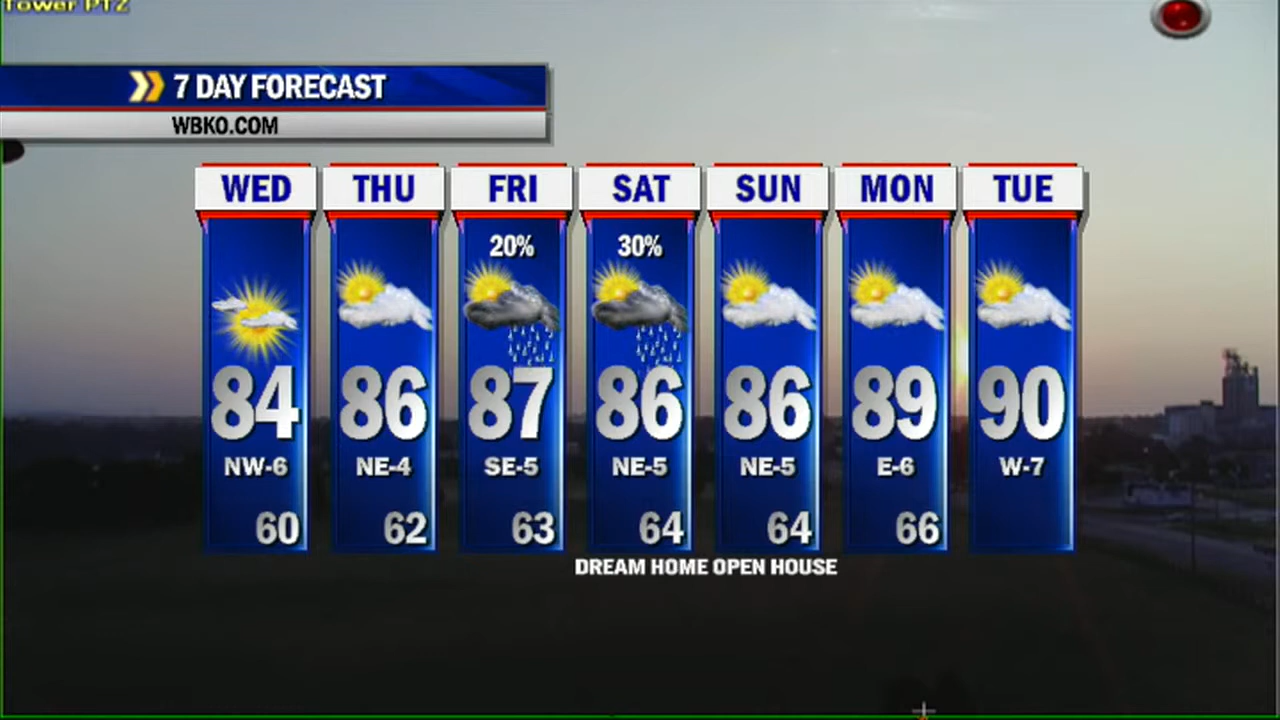 Tower PTZ
7 DAY FORECAST
WBKO.COM
WED THU FRI SAT SUN MON TUE
20% 30%
84 86 87 86 86 89 90
NW-6 NE-4 SE-5 NE-5 NE-5 E-6 W-7
60 62 63 64 64 66
DREAM HOME OPEN HOUSE